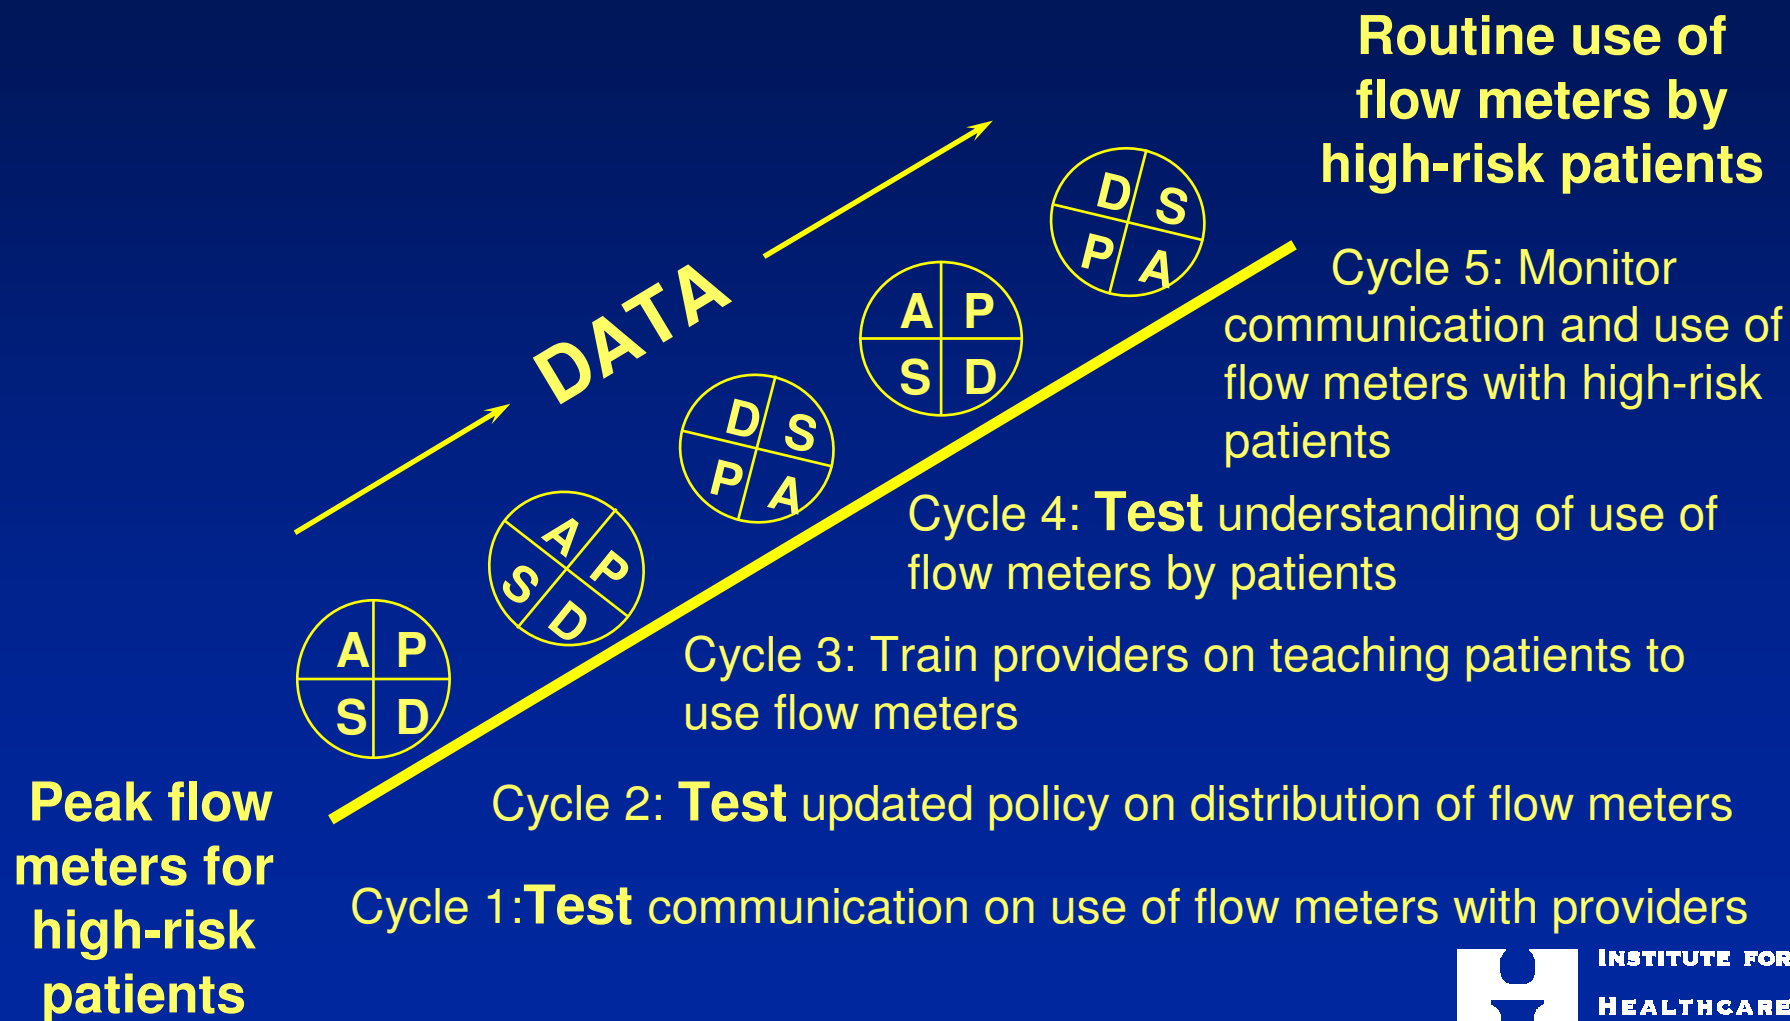 Routine use of
flow meters by
high-risk patients
D S
P A
DATA
A P
S D
D S
P A
A P
S D
A P
S D
Cycle 5: Monitor
communication and use of
flow meters with high-risk
patients
Cycle 4: Test understanding of use of
flow meters by patients
Cycle 3: Train providers on teaching patients to
use flow meters
Cycle 2: Test updated policy on distribution of flow meters
Cycle 1:Test communication on use of flow meters with providers
Peak flow
meters for
high-risk
patients
INSTITUTE FOR
HEALTHCARE